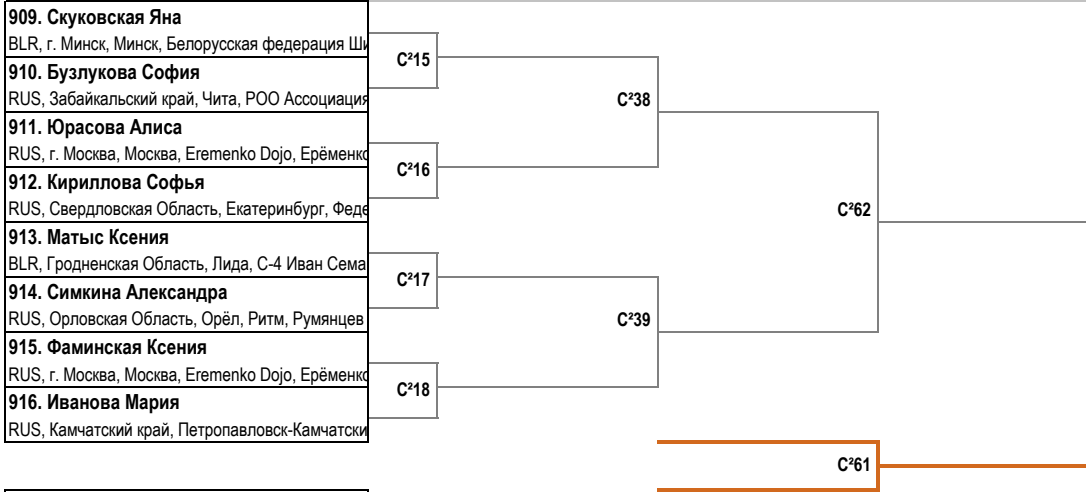 909. Скуковская Яна
BLR, г. Минск, Минск, Белорусская федерация
C²15
910. Бузлукова София
RUS, Забайкальский край, Чита, РОО Ассоциация
C²38
911. Юрасова Алиса
RUS, г. Москва, Москва, Eremenko Dojo,
C²16
912. Кириллова Софья
RUS, Свердловская Область, Екатеринбург,
C²62
913. Матыс Ксения
BLR, Гродненская Область, Лида, С-4 Иван
C²17
914. Симкина Александра
RUS, Орловская Область, Орёл, Ритм, Румянцев
C²39
915. Фаминская Ксения
RUS, г. Москва, Москва, Eremenko Dojo,
C²18
916. Иванова Мария
RUS, Камчатский край,
C²61